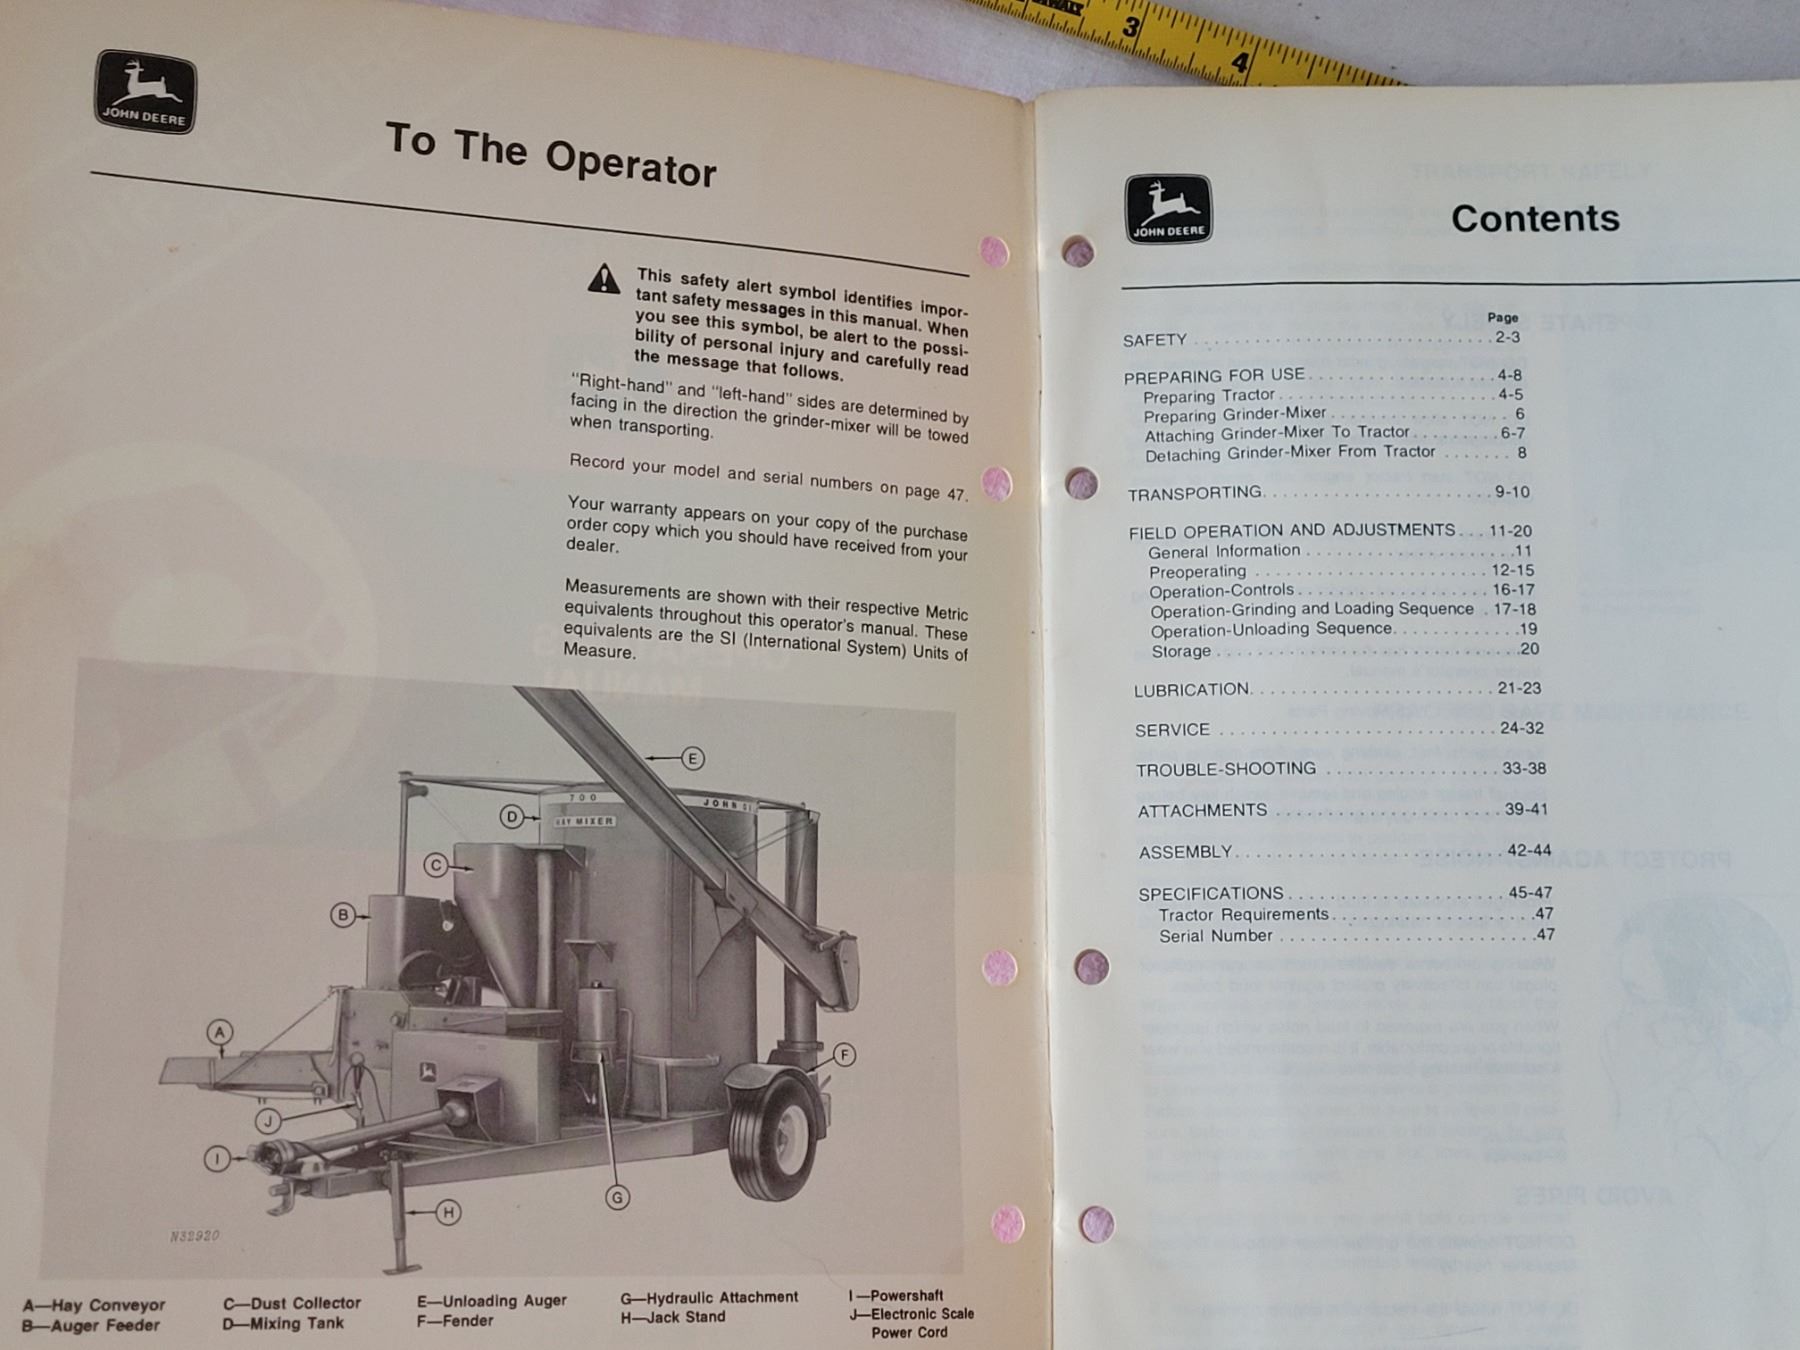 JOHN DEERE
To The Operator
This safety alert symbol identifies impor-
tant safety messages in this manual. When
you see this symbol, be alert to the possi-
bility of personal injury and carefully read
the message that follows.
"Right-hand" and "left-hand" sides are determined by
facing in the direction the grinder-mixer will be towed
when transporting.
Record your model and serial numbers on page 47.
Your warranty appears on your copy of the purchase
order copy which you should have received from your
dealer.
Measurements are shown with their respective Metric
equivalents throughout this operator's manual. These
equivalents are the SI (International System) Units of
Measure.
E
700
JOHN
D
MIXER
C
B
A
F
J
I
G
H
N32920
A—Hay Conveyor
B—Auger Feeder
C—Dust Collector
D—Mixing Tank
E—Unloading Auger
F—Fender
G—Hydraulic Attachment
H—Jack Stand
I—Powershaft
J—Electronic Scale
Power Cord
3
4
JOHN DEERE
Contents
Page
SAFETY . . . . . . . . . . . . . . . . . . . . . . . . . . . . . 2-3
PREPARING FOR USE. . . . . . . . . . . . . . . . . . . 4-8
Preparing Tractor . . . . . . . . . . . . . . . . . . . . . . 4-5
Preparing Grinder-Mixer . . . . . . . . . . . . . . . . . 6
Attaching Grinder-Mixer To Tractor . . . . . . . . . 6-7
Detaching Grinder-Mixer From Tractor . . . . . . . 8
TRANSPORTING. . . . . . . . . . . . . . . . . . . . . . . 9-10
FIELD OPERATION AND ADJUSTMENTS . . . 11-20
General Information . . . . . . . . . . . . . . . . . . . . .11
Preoperating . . . . . . . . . . . . . . . . . . . . . . . 12-15
Operation-Controls . . . . . . . . . . . . . . . . . . . 16-17
Operation-Grinding and Loading Sequence . 17-18
Operation-Unloading Sequence. . . . . . . . . . . . .19
Storage . . . . . . . . . . . . . . . . . . . . . . . . . . . . . .20
LUBRICATION. . . . . . . . . . . . . . . . . . . . . . . . 21-23
SERVICE . . . . . . . . . . . . . . . . . . . . . . . . . . . 24-32
TROUBLE-SHOOTING . . . . . . . . . . . . . . . . . 33-38
ATTACHMENTS . . . . . . . . . . . . . . . . . . . . . . 39-41
ASSEMBLY. . . . . . . . . . . . . . . . . . . . . . . . . . 42-44
SPECIFICATIONS . . . . . . . . . . . . . . . . . . . . . 45-47
Tractor Requirements . . . . . . . . . . . . . . . . . . . .47
Serial Number . . . . . . . . . . . . . . . . . . . . . . . . .47